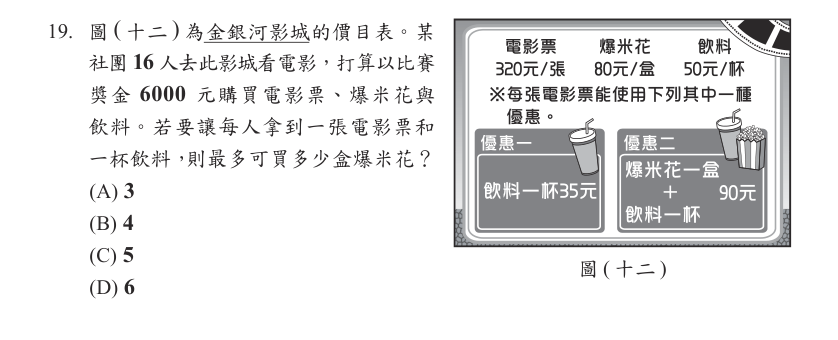 19. 圖(十二)為金銀河影城的價目表。某
社團 16 人去此影城看電影，打算以比賽
獎金 6000 元購買電影票、爆米花與
飲料。若要讓每人拿到一張電影票和
一杯飲料，則最多可買多少盒爆米花？
(A) 3
(B) 4
(C) 5
(D) 6
電影票 爆米花 飲料
320元/張 80元/盒 50元/杯
※每張電影票能使用下列其中一種
優惠。
優惠一
飲料一杯35元
優惠二
爆米花一盒
+ 90元
飲料一杯
圖(十二)